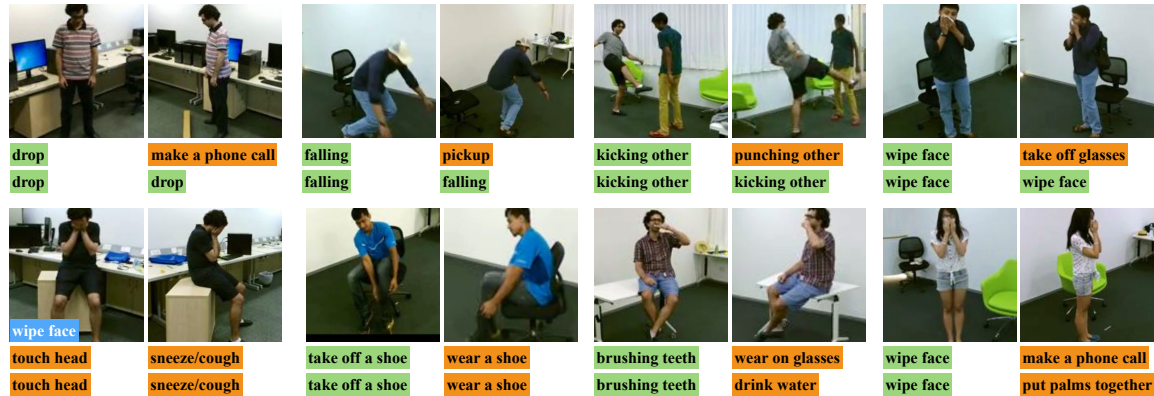 drop make a phone call falling pickup kicking other punching other wipe face take off glasses
drop drop falling falling kicking other kicking other wipe face wipe face
wipe face
touch head sneeze/cough take off a shoe wear a shoe brushing teeth wear on glasses wipe face make a phone call
touch head sneeze/cough take off a shoe wear a shoe brushing teeth drink water wipe face put palms together